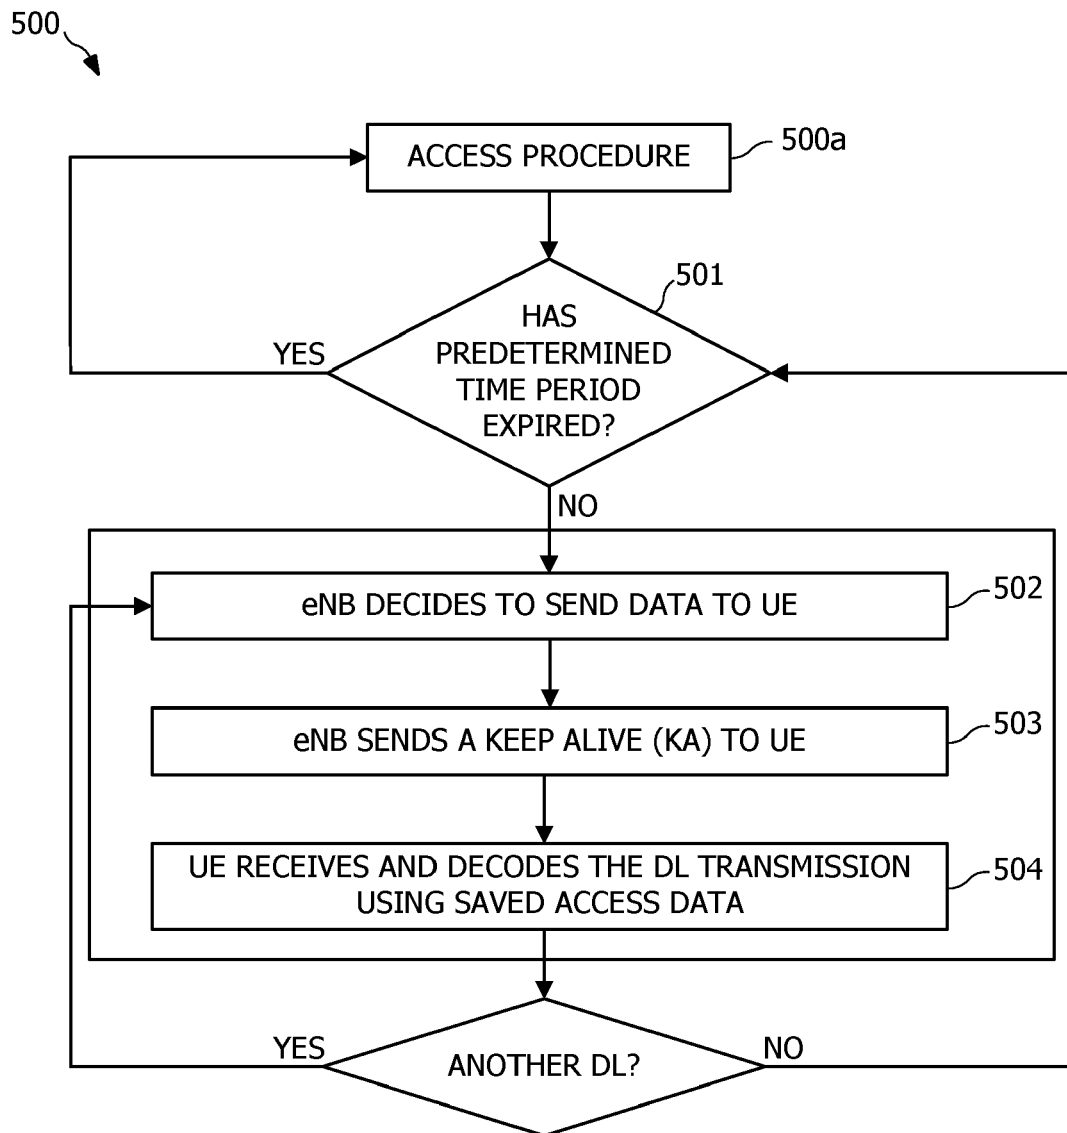 500
ACCESS PROCEDURE
500a
501
HAS
PREDETERMINED
TIME PERIOD
EXPIRED?
YES
NO
eNB DECIDES TO SEND DATA TO UE
502
eNB SENDS A KEEP ALIVE (KA) TO UE
503
UE RECEIVES AND DECODES THE DL TRANSMISSION
USING SAVED ACCESS DATA
504
YES
ANOTHER DL?
NO